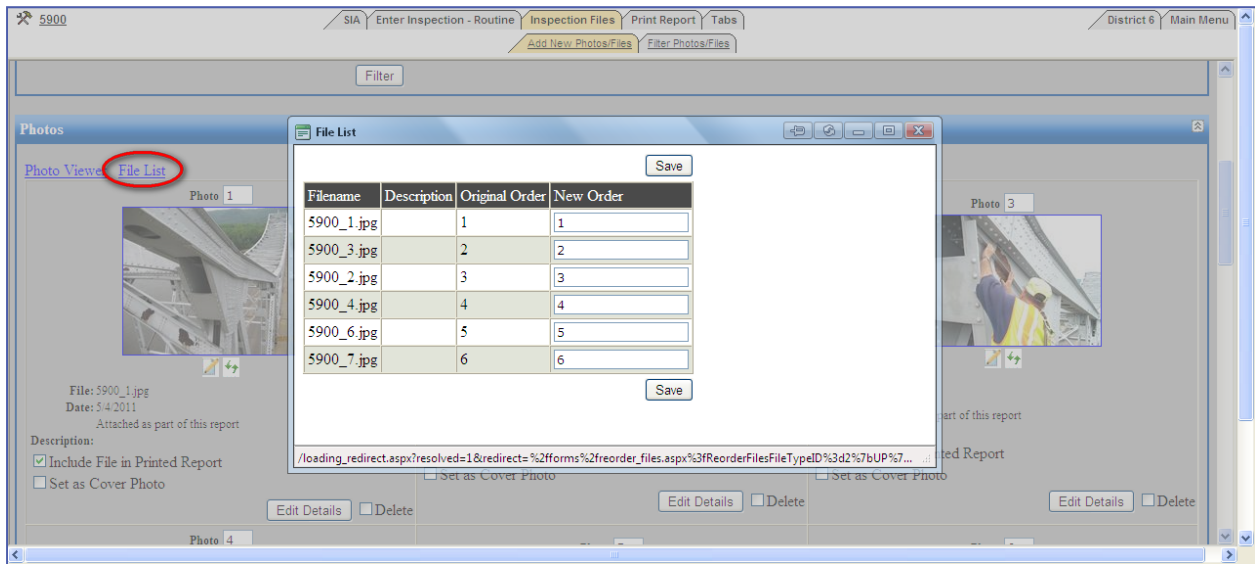 5900
SIA Enter Inspection - Routine Inspection Files Print Report Tabs
District 6 Main Menu
Add New Photos/Files Filter Photos/Files
Filter
Photos
Photo Viewer File List
Photo 1
Photo 3
File List
Save
Filename Description Original Order New Order
5900_1.jpg 1 1
5900_3.jpg 2 2
5900_2.jpg 3 3
5900_4.jpg 4 4
5900_6.jpg 5 5
5900_7.jpg 6 6
Save
/loading_redirect.aspx?resolved=1&redirect=%2fforms%2freorder_files.aspx%3fReorderFilesFileTypeID%3d2%7bUP%7...
File: 5900_1.jpg
Date: 5/4/2011
Attached as part of this report
part of this report
Description:
Include File in Printed Report
ted Report
Set as Cover Photo
Set as Cover Photo
Set as Cover Photo
Edit Details Delete
Edit Details Delete
Edit Details Delete
Photo 4